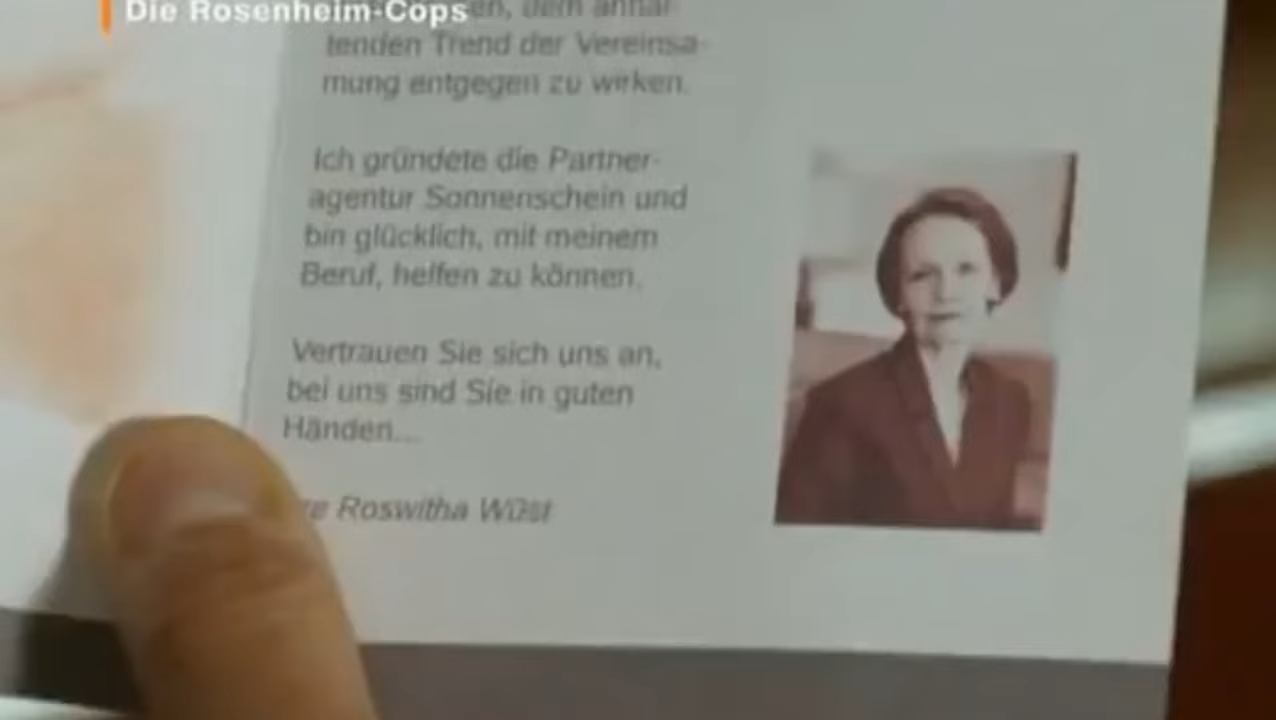 Die Rosenheim-Cops
tenden Trend der Vereinsa-
mung entgegen zu wirken.
Ich gründete die Partner-
agentur Sonnenschein und
bin glücklich, mit meinem
Beruf, helfen zu können.
Vertrauen Sie sich uns an,
bei uns sind Sie in guten
Händen...
Roswitha Wüst